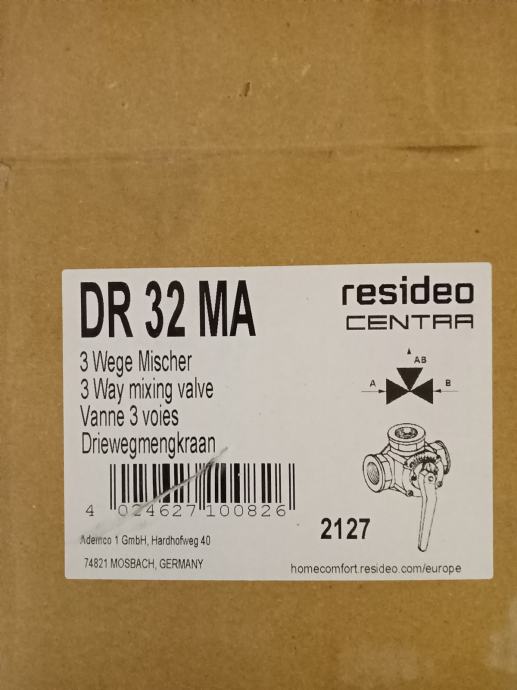 DR 32 MA
resideo
CENTRA
3 Wege Mischer
3 Way mixing valve
Vanne 3 voies
Driewegmengkraan
AB
A
B
4 024627 100826
2127
Ademco 1 GmbH, Hardhofweg 40
74821 MOSBACH, GERMANY
homecomfort.resideo.com/europe